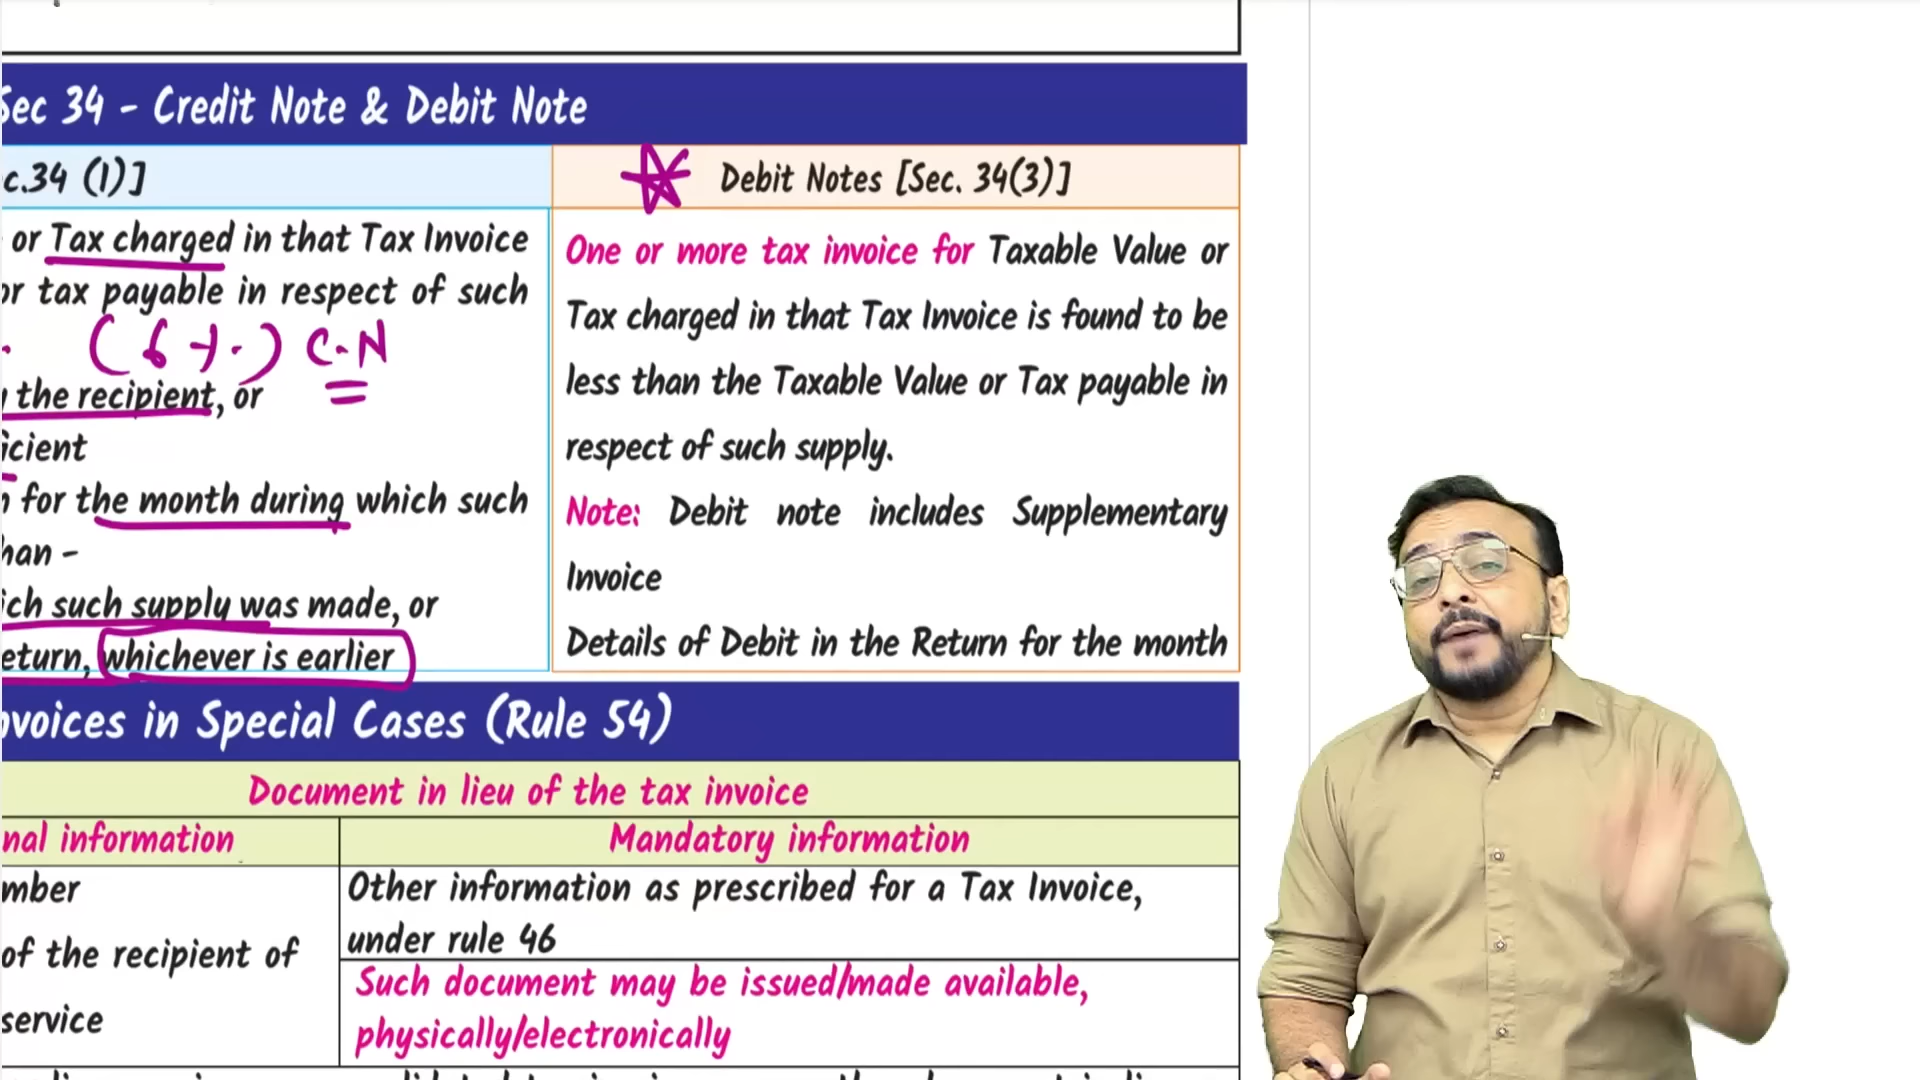 Sec 34 - Credit Note & Debit Note
c.34 (1)]
or Tax charged in that Tax Invoice
or tax payable in respect of such
(6%) C-N
the recipient, or
icient
for the month during which such
han -
ich such supply was made, or
eturn, whichever is earlier
Debit Notes [Sec. 34(3)]
One or more tax invoice for Taxable Value or
Tax charged in that Tax Invoice is found to be
less than the Taxable Value or Tax payable in
respect of such supply.
Note: Debit note includes Supplementary
Invoice
Details of Debit in the Return for the month
nvoices in Special Cases (Rule 54)
Document in lieu of the tax invoice
nal information
mber
of the recipient of
service
Mandatory information
Other information as prescribed for a Tax Invoice,
under rule 46
Such document may be issued/made available,
physically/electronically